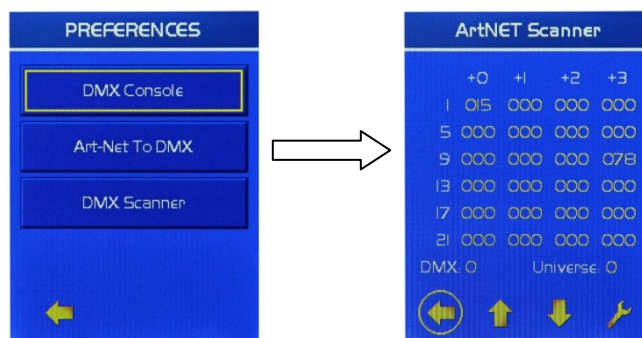 PREFERENCES
DMX Console
Art-Net To DMX
DMX Scanner
ArtNET Scanner
+0 +1 +2 +3
1 015 000 000 000
5 000 000 000 000
9 000 000 000 078
13 000 000 000 000
17 000 000 000 000
21 000 000 000 000
DMX: 0 Universe: 0